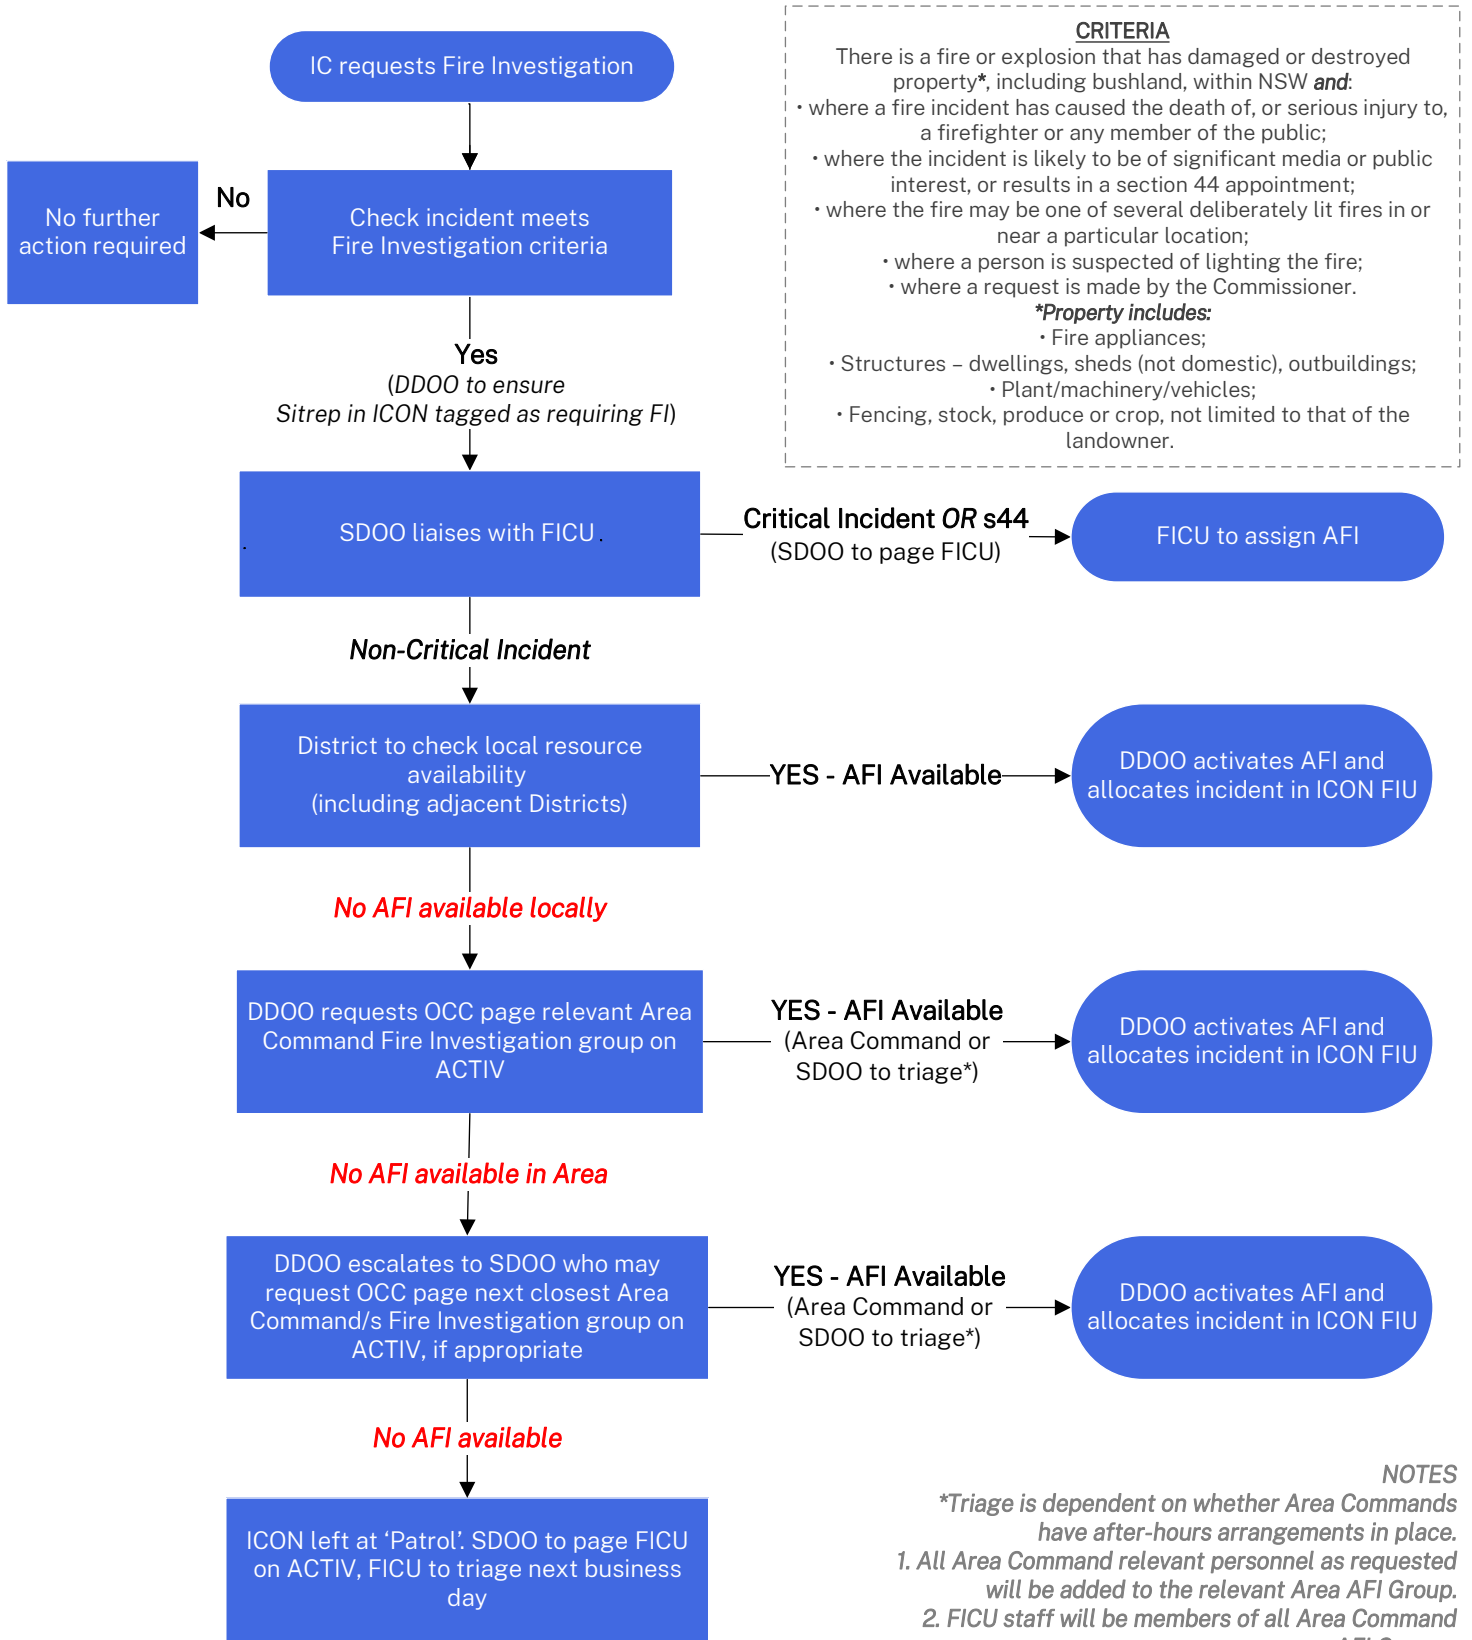 IC requests Fire Investigation
CRITERIA
There is a fire or explosion that has damaged or destroyed
property*, including bushland, within NSW and:
• where a fire incident has caused the death of, or serious injury to,
a firefighter or any member of the public;
• where the incident is likely to be of significant media or public
interest, or results in a section 44 appointment;
• where the fire may be one of several deliberately lit fires in or
near a particular location;
• where a person is suspected of lighting the fire;
• where a request is made by the Commissioner.
*Property includes:
• Fire appliances;
• Structures – dwellings, sheds (not domestic), outbuildings;
• Plant/machinery/vehicles;
• Fencing, stock, produce or crop, not limited to that of the
landowner.
Check incident meets
Fire Investigation criteria
No
No further
action required
Yes
(DDOO to ensure
Sitrep in ICON tagged as requiring FI)
SDOO liaises with FICU .
Critical Incident OR s44
(SDOO to page FICU)
FICU to assign AFI
Non-Critical Incident
District to check local resource
availability
(including adjacent Districts)
YES - AFI Available
DDOO activates AFI and
allocates incident in ICON FIU
No AFI available locally
DDOO requests OCC page relevant Area
Command Fire Investigation group on
ACTIV
YES - AFI Available
(Area Command or
SDOO to triage*)
DDOO activates AFI and
allocates incident in ICON FIU
No AFI available in Area
DDOO escalates to SDOO who may
request OCC page next closest Area
Command/s Fire Investigation group on
ACTIV, if appropriate
YES - AFI Available
(Area Command or
SDOO to triage*)
DDOO activates AFI and
allocates incident in ICON FIU
No AFI available
ICON left at ‘Patrol’. SDOO to page FICU
on ACTIV, FICU to triage next business
day
NOTES
*Triage is dependent on whether Area Commands
have after-hours arrangements in place.
1. All Area Command relevant personnel as requested
will be added to the relevant Area AFI Group.
2. FICU staff will be members of all Area Command